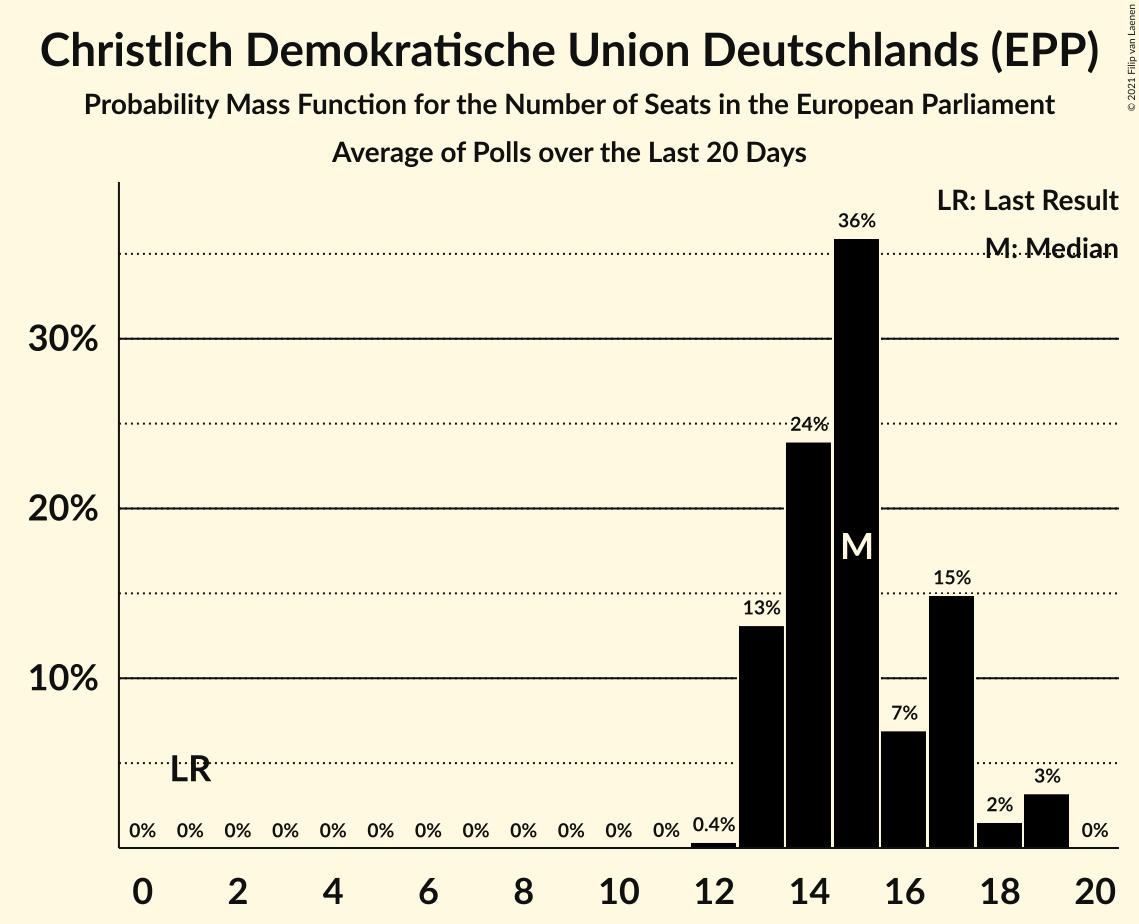 Christlich Demokratische Union Deutschlands (EPP)
Probability Mass Function for the Number of Seats in the European Parliament
Average of Polls over the Last 20 Days
© 2021 Filip van Laenen
LR: Last Result
M: Median
36%
30%
24%
20%
M
15%
13%
10%
7%
LR
3%
2%
0% 0% 0% 0% 0% 0% 0% 0% 0% 0% 0% 0% 0.4% 0%
0 2 4 6 8 10 12 14 16 18 20